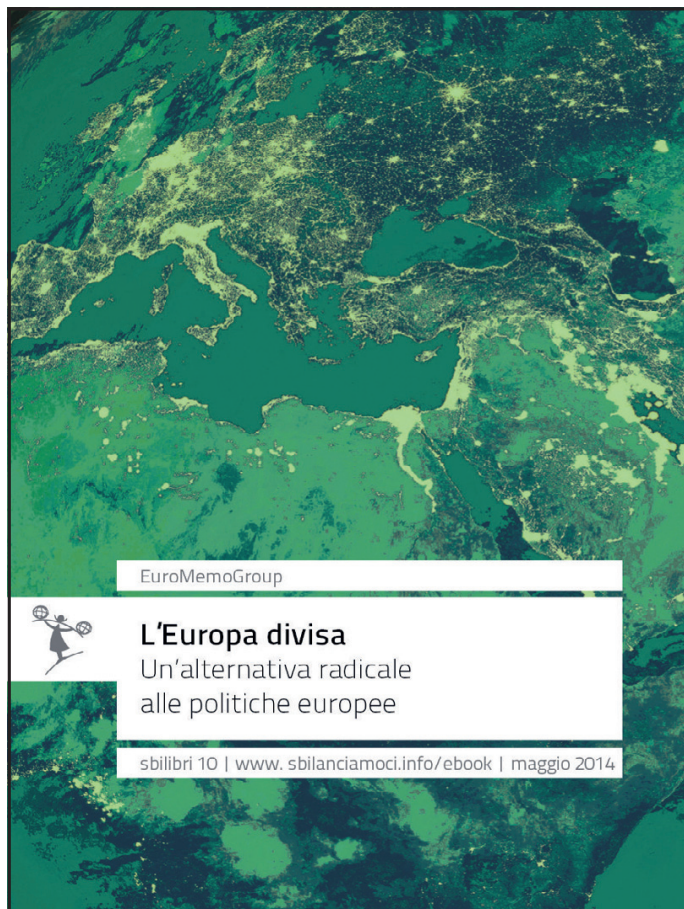 EuroMemoGroup
L'Europa divisa
Un'alternativa radicale
alle politiche europee
sbilibri 10 | www. sbilanciamoci.info/ebook | maggio 2014